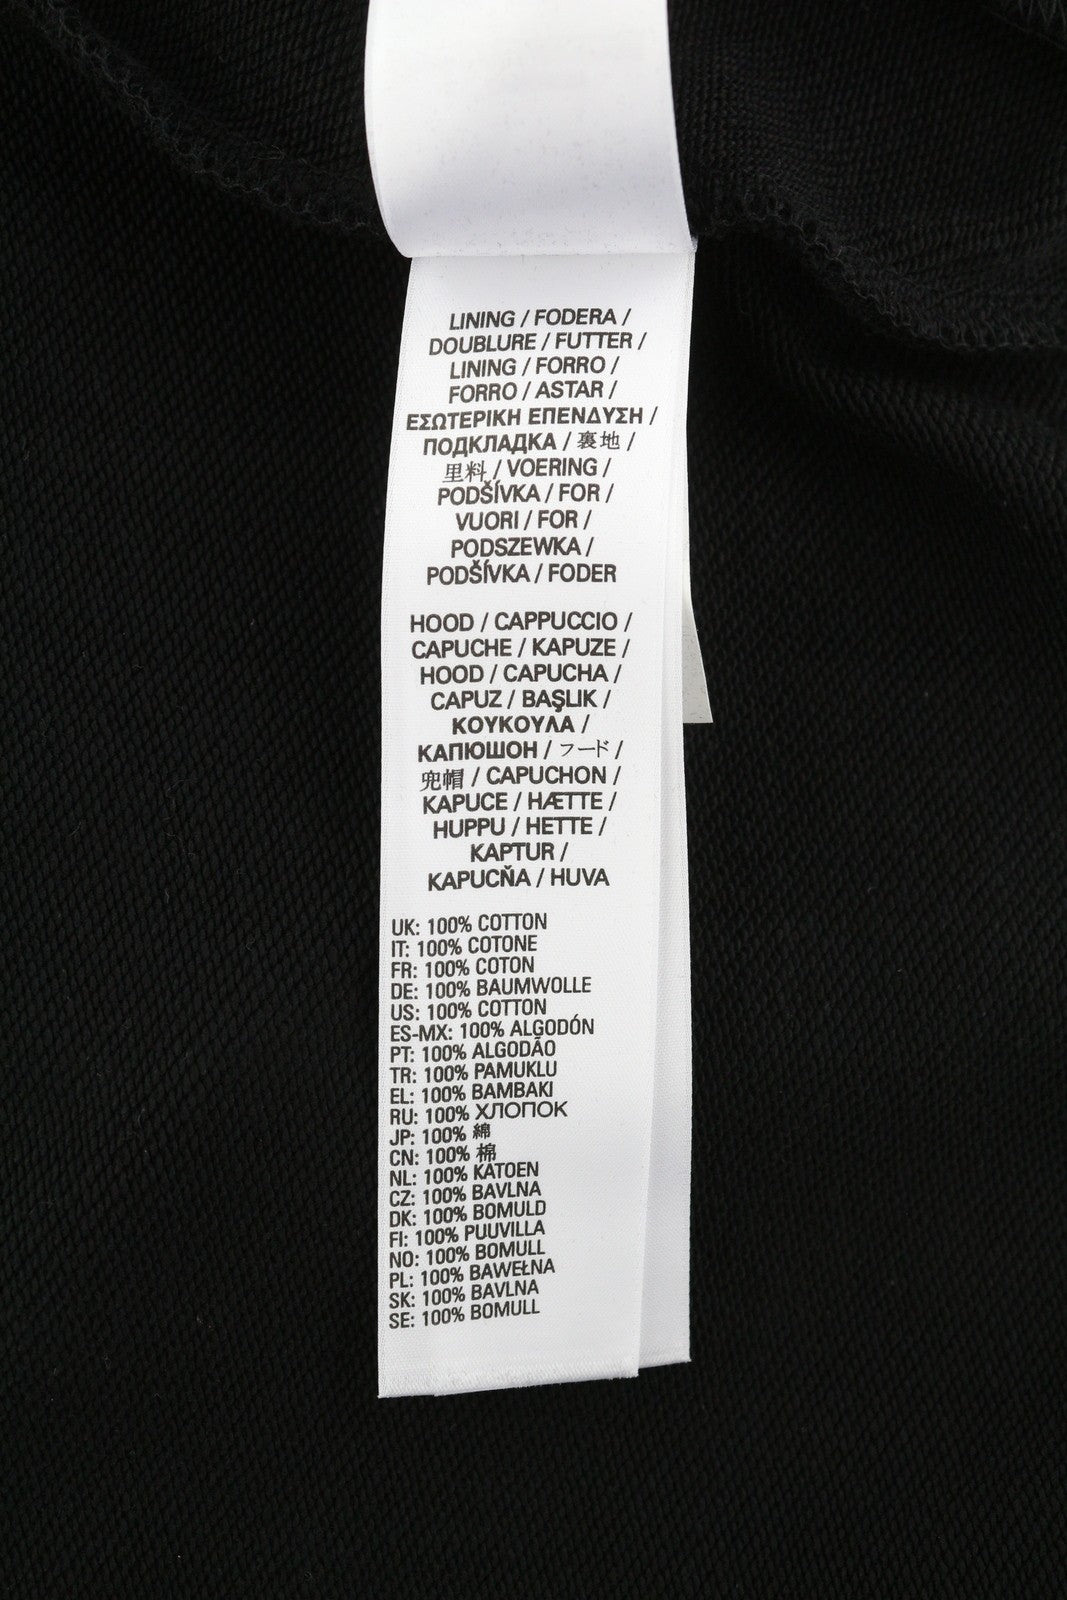 LINING / FODERA /
DOUBLURE / FUTTER /
LINING / FORRO /
FORRO / ASTAR /
ΕΣΩΤΕΡΙΚΗ ΕΠΕΝΔΥΣΗ /
ПОДКЛАДКА / 裏地 /
里料 / VOERING /
PODŠÍVKA / FOR /
VUORI / FOR /
PODSZEWKA /
PODŠÍVKA / FODER
HOOD / CAPPUCCIO /
CAPUCHE / KAPUZE /
HOOD / CAPUCHA /
CAPUZ / BAŞLIK /
ΚΟΥΚΟΥΛΑ /
КАПЮШОН / フード /
兜帽 / CAPUCHON /
KAPUCE / HÆTTE /
HUPPU / HETTE /
KAPTUR /
KAPUCŇA / HUVA
UK: 100% COTTON
IT: 100% COTONE
FR: 100% COTON
DE: 100% BAUMWOLLE
US: 100% COTTON
ES-MX: 100% ALGODÓN
PT: 100% ALGODÃO
TR: 100% PAMUKLU
EL: 100% ΒΑΜΒΑΚΙ
RU: 100% ХЛОПОК
JP: 100% 綿
CN: 100% 棉
NL: 100% KATOEN
CZ: 100% BAVLNA
DK: 100% BOMULD
FI: 100% PUUVILLA
NO: 100% BOMULL
PL: 100% BAWEŁNA
SK: 100% BAVLNA
SE: 100% BOMULL